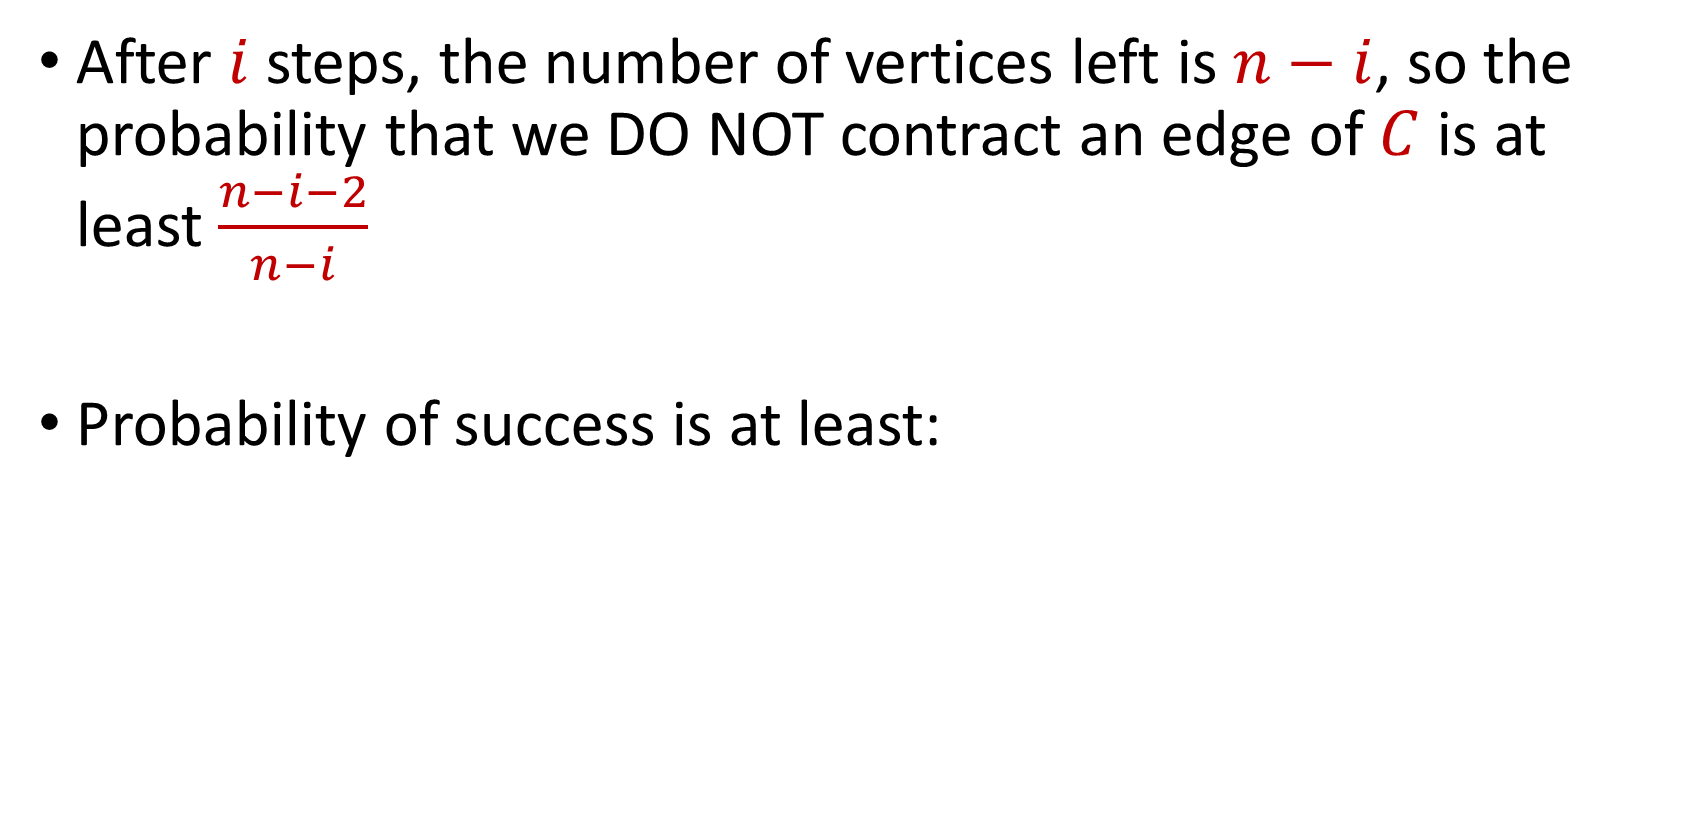 • After i steps, the number of vertices left is n − i, so the
probability that we DO NOT contract an edge of C is at
least \frac{n−i−2}{n−i}
• Probability of success is at least: